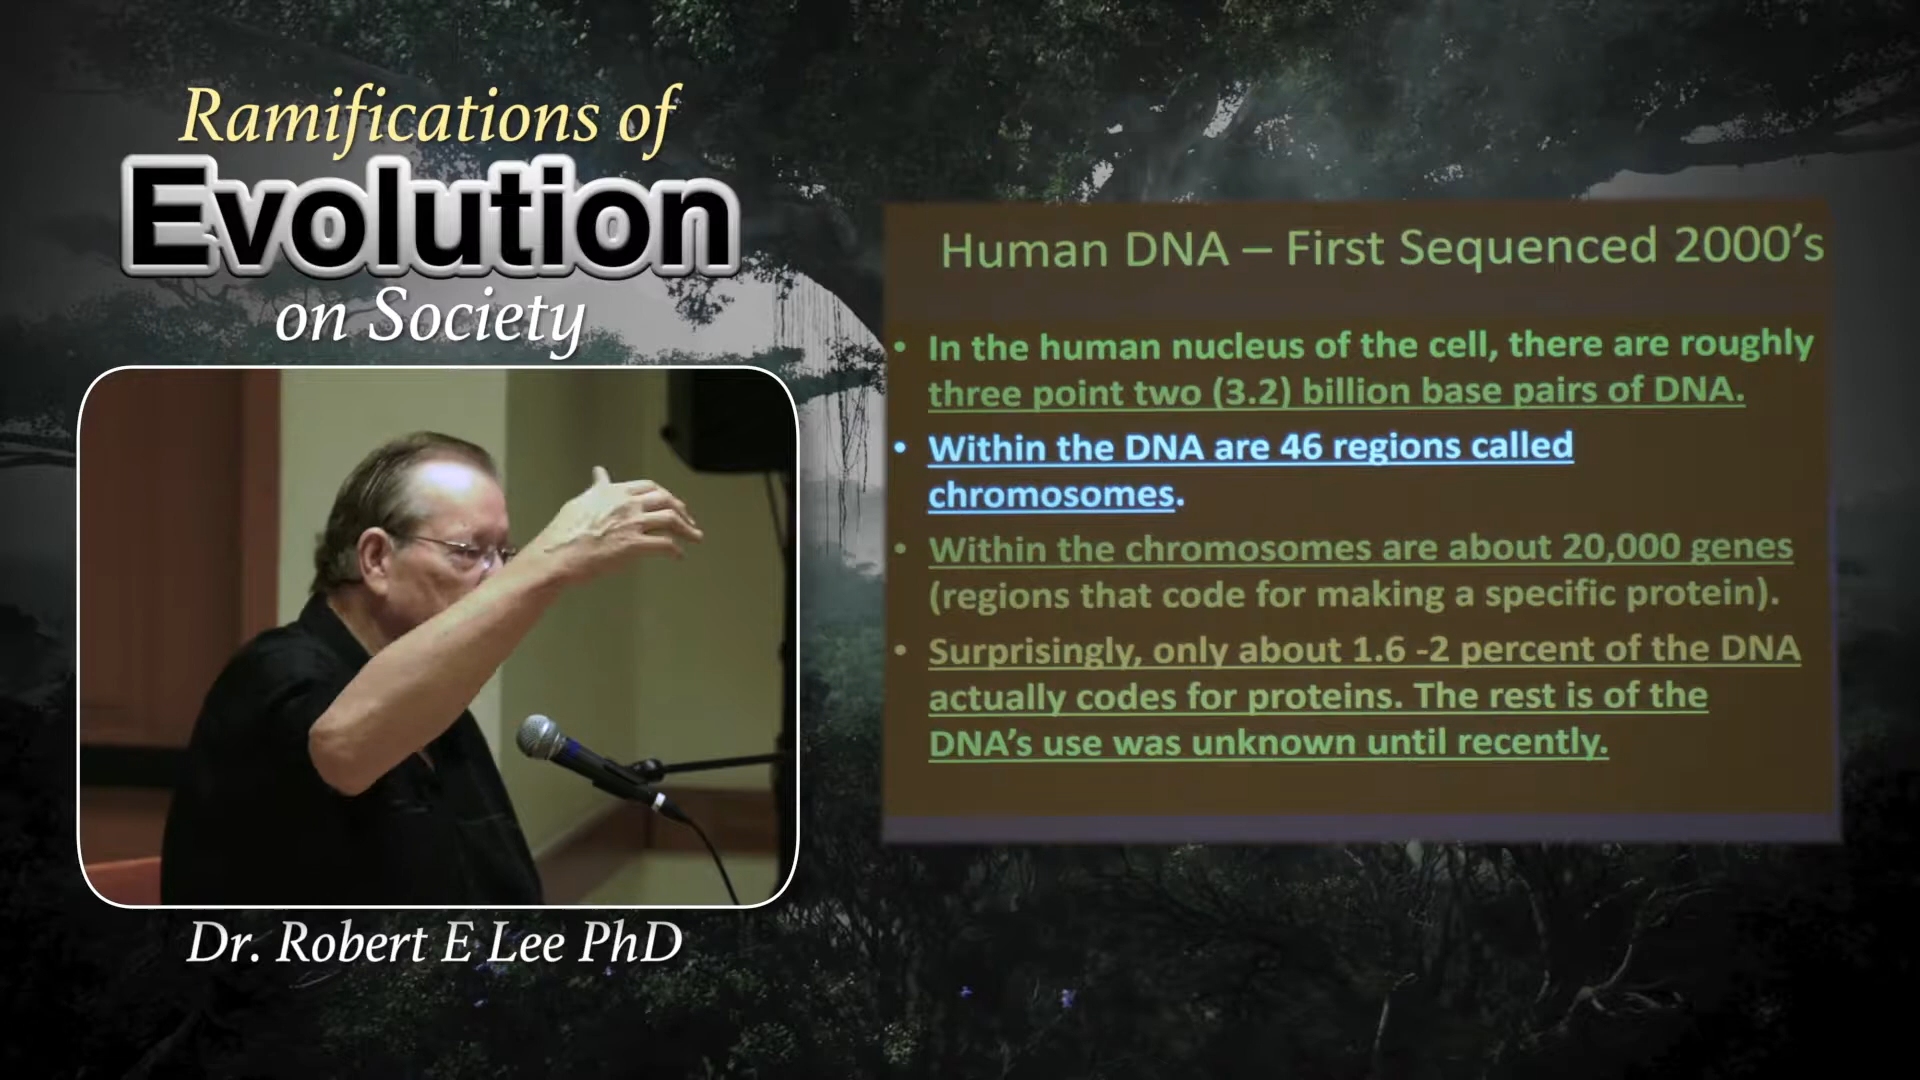 Ramifications of
Evolution
on Society
Dr. Robert E Lee PhD
Human DNA – First Sequenced 2000's
• In the human nucleus of the cell, there are roughly
three point two (3.2) billion base pairs of DNA.
• Within the DNA are 46 regions called
chromosomes.
• Within the chromosomes are about 20,000 genes
(regions that code for making a specific protein).
• Surprisingly, only about 1.6 -2 percent of the DNA
actually codes for proteins. The rest is of the
DNA's use was unknown until recently.